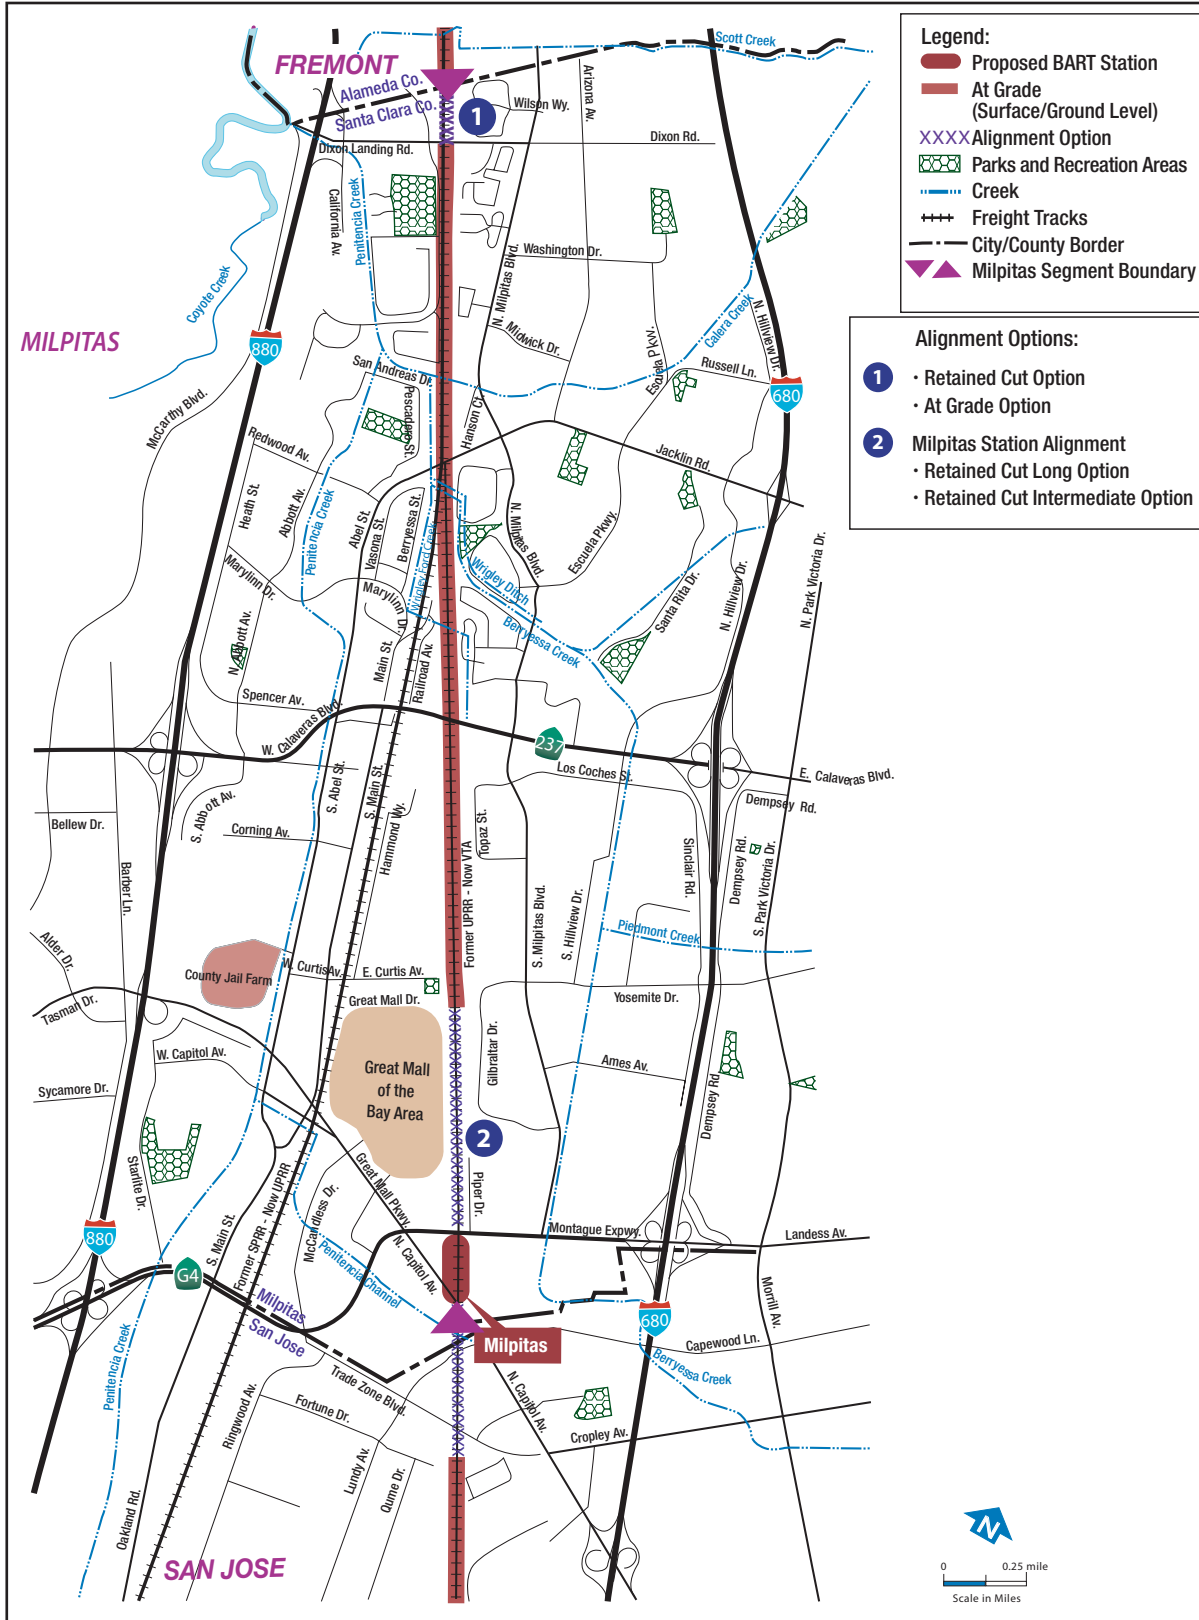 Legend:
Proposed BART Station
At Grade
(Surface/Ground Level)
XXXX Alignment Option
Parks and Recreation Areas
Creek
Freight Tracks
City/County Border
Milpitas Segment Boundary
Alignment Options:
1
· Retained Cut Option
· At Grade Option
2
Milpitas Station Alignment
· Retained Cut Long Option
· Retained Cut Intermediate Option
Scott Creek
FREMONT
Alameda Co.
Santa Clara Co.
1
Wilson Wy.
Arizona Av.
Dixon Landing Rd.
Dixon Rd.
California Av.
Penitencia Creek
Washington Dr.
N. Milpitas Blvd.
Coyote Creek
MILPITAS
880
Midwick Dr.
Escuela Pkwy.
Calera Creek
N. Hillview Dr.
Russell Ln.
680
San Andreas Dr.
Pescadero St.
Hanson Ct.
McCarthy Blvd.
Redwood Av.
Jacklin Rd.
Heath St.
Abbott Av.
Penitencia Creek
Abel St.
Vasona St.
Berryessa St.
Wrigley Ford Creek
N. Milpitas Blvd.
Escuela Pkwy.
Wrigley Ditch
Marylinn Dr.
Marylinn Dr.
Berryessa Creek
Santa Rita Dr.
N. Hillview Dr.
N. Park Victoria Dr.
N. Abbott Av.
Main St.
Railroad Av.
Spencer Av.
W. Calaveras Blvd.
237
Los Coches St.
E. Calaveras Blvd.
Dempsey Rd.
S. Abel St.
S. Main St.
S. Abbott Av.
Bellew Dr.
Corning Av.
Hammond Wy.
Topaz St.
Former UPRR - Now VTA
Sinclair Rd.
Dempsey Rd.
S. Park Victoria Dr.
Barber Ln.
S. Milpitas Blvd.
S. Hillview Dr.
Piedmont Creek
Alder Dr.
County Jail Farm
W. Curtis Av.
E. Curtis Av.
Great Mall Dr.
Yosemite Dr.
Tasman Dr.
W. Capitol Av.
Gilbraltar Dr.
Ames Av.
Great Mall
of the
Bay Area
Sycamore Dr.
Dempsey Rd
2
Starlite Dr.
Great Mall Pkwy.
Piper Dr.
McCandless Dr.
Former SPRR - Now UPRR
S. Main St.
880
Montague Expwy.
Landess Av.
N. Capitol Av.
Penitencia Channel
G4
Milpitas
San Jose
Morrill Av.
680
Milpitas
Capewood Ln.
Penitencia Creek
Berryessa Creek
Trade Zone Blvd.
N. Capitol Av.
Ringwood Av.
Fortune Dr.
Cropley Av.
Lundy Av.
Qume Dr.
Oakland Rd.
SAN JOSE
N
0 0.25 mile
Scale in Miles